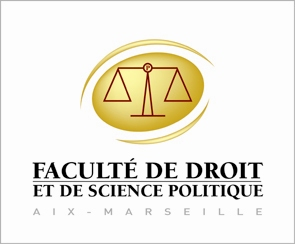 FACULTÉ DE DROIT
ET DE SCIENCE POLITIQUE
AIX-MARSEILLE